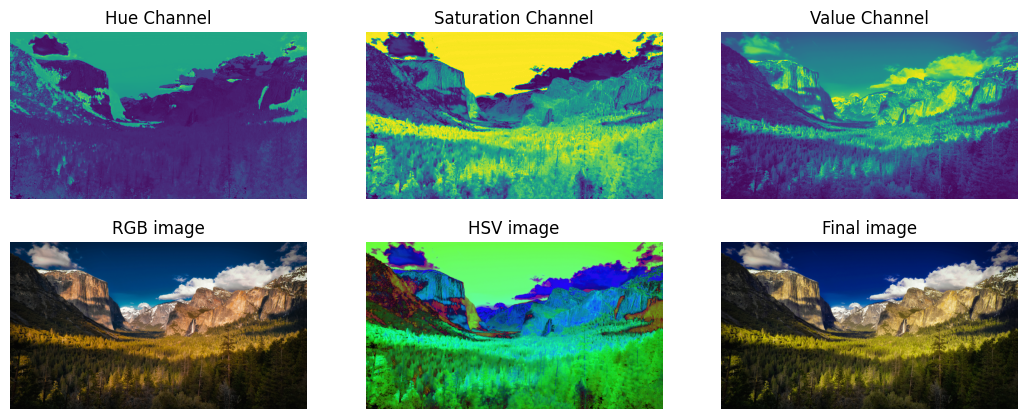 Hue Channel
Saturation Channel
Value Channel
RGB image
HSV image
Final image